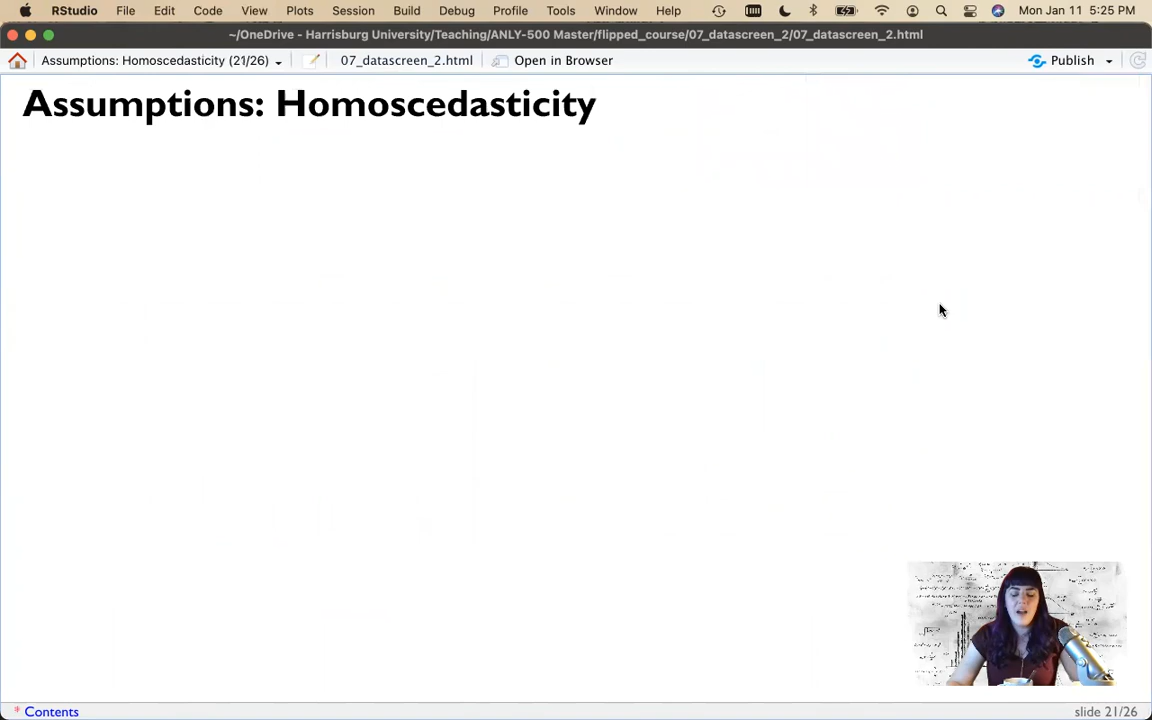 RStudio File Edit Code View Plots Session Build Debug Profile Tools Window Help Mon Jan 11 5:25 PM
~/OneDrive - Harrisburg University/Teaching/ANLY-500 Master/flipped_course/07_datascreen_2/07_datascreen_2.html
Assumptions: Homoscedasticity (21/26) 07_datascreen_2.html Open in Browser Publish
Assumptions: Homoscedasticity
* Contents slide 21/26